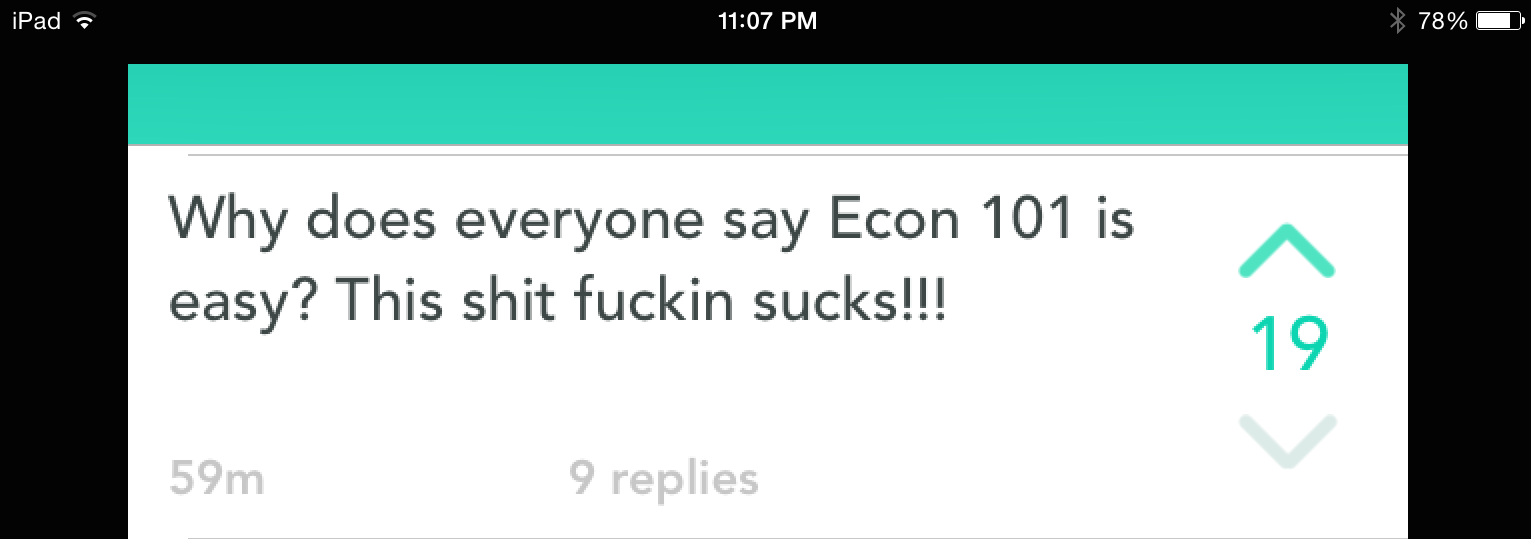 iPad 11:07 PM 78%
Why does everyone say Econ 101 is
easy? This shit fuckin sucks!!!
19
59m 9 replies